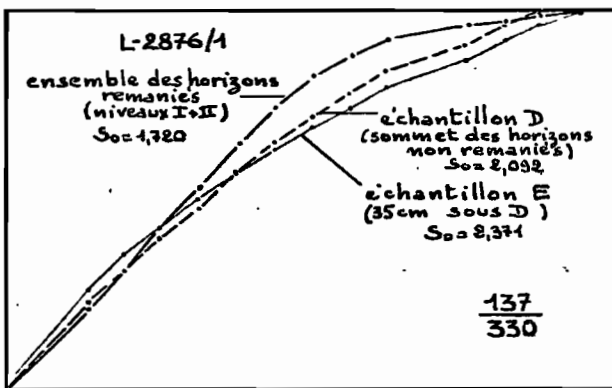 L-2876/1
ensemble des horizons
remaniés
(niveaux I+II)
So=1,720
échantillon D
(sommet des horizons
non remaniés)
So=2,092
échantillon E
(35cm sous D)
So=2,371
137
330